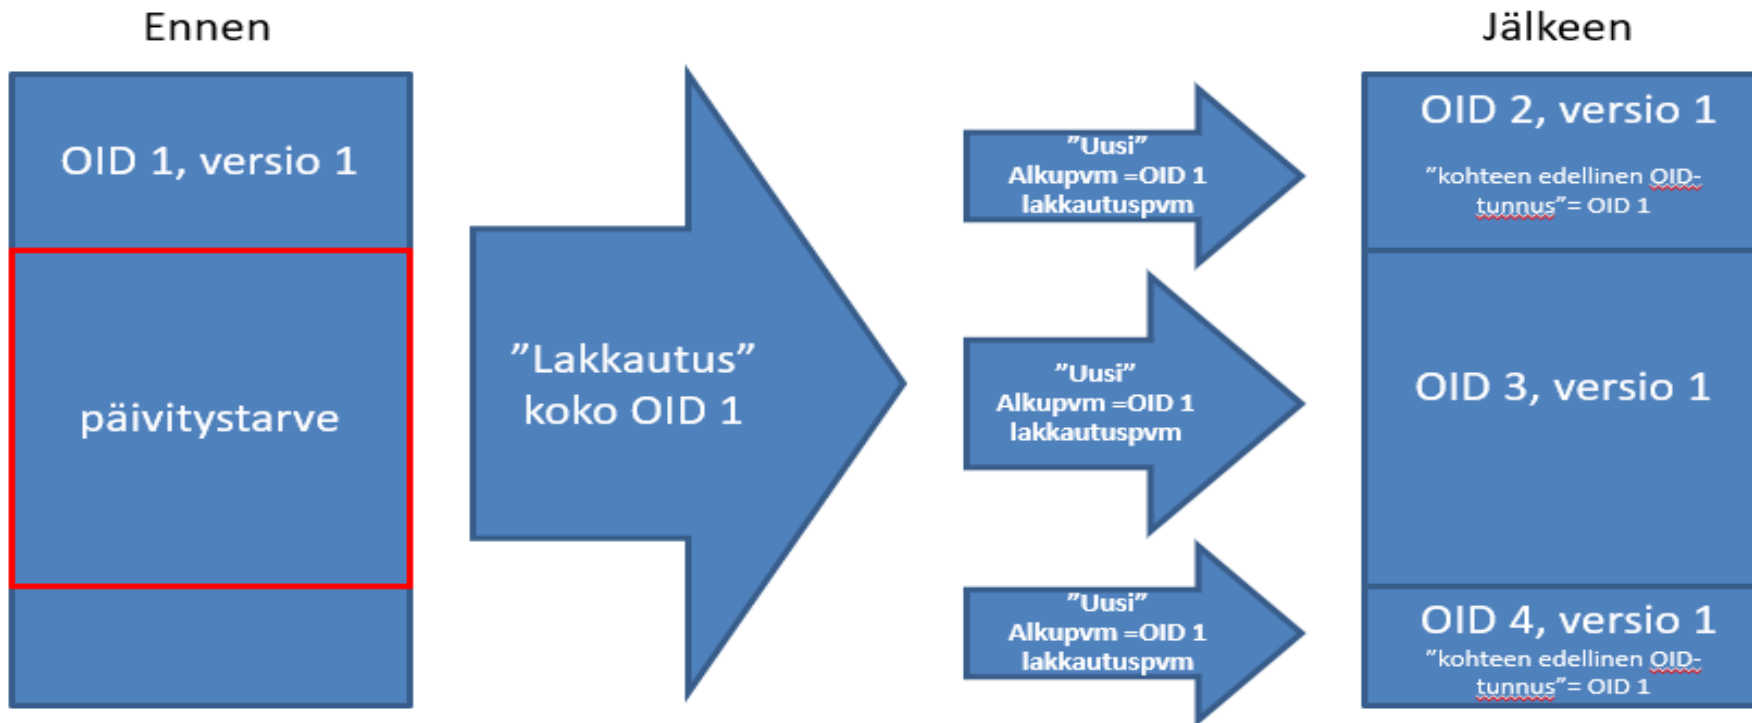 Ennen
OID 1, versio 1
päivitystarve
”Lakkautus”
koko OID 1
”Uusi”
Alkupvm =OID 1
lakkautuspvm
”Uusi”
Alkupvm =OID 1
lakkautuspvm
”Uusi”
Alkupvm =OID 1
lakkautuspvm
Jälkeen
OID 2, versio 1
”kohteen edellinen OID-
tunnus”= OID 1
OID 3, versio 1
OID 4, versio 1
”kohteen edellinen OID-
tunnus”= OID 1